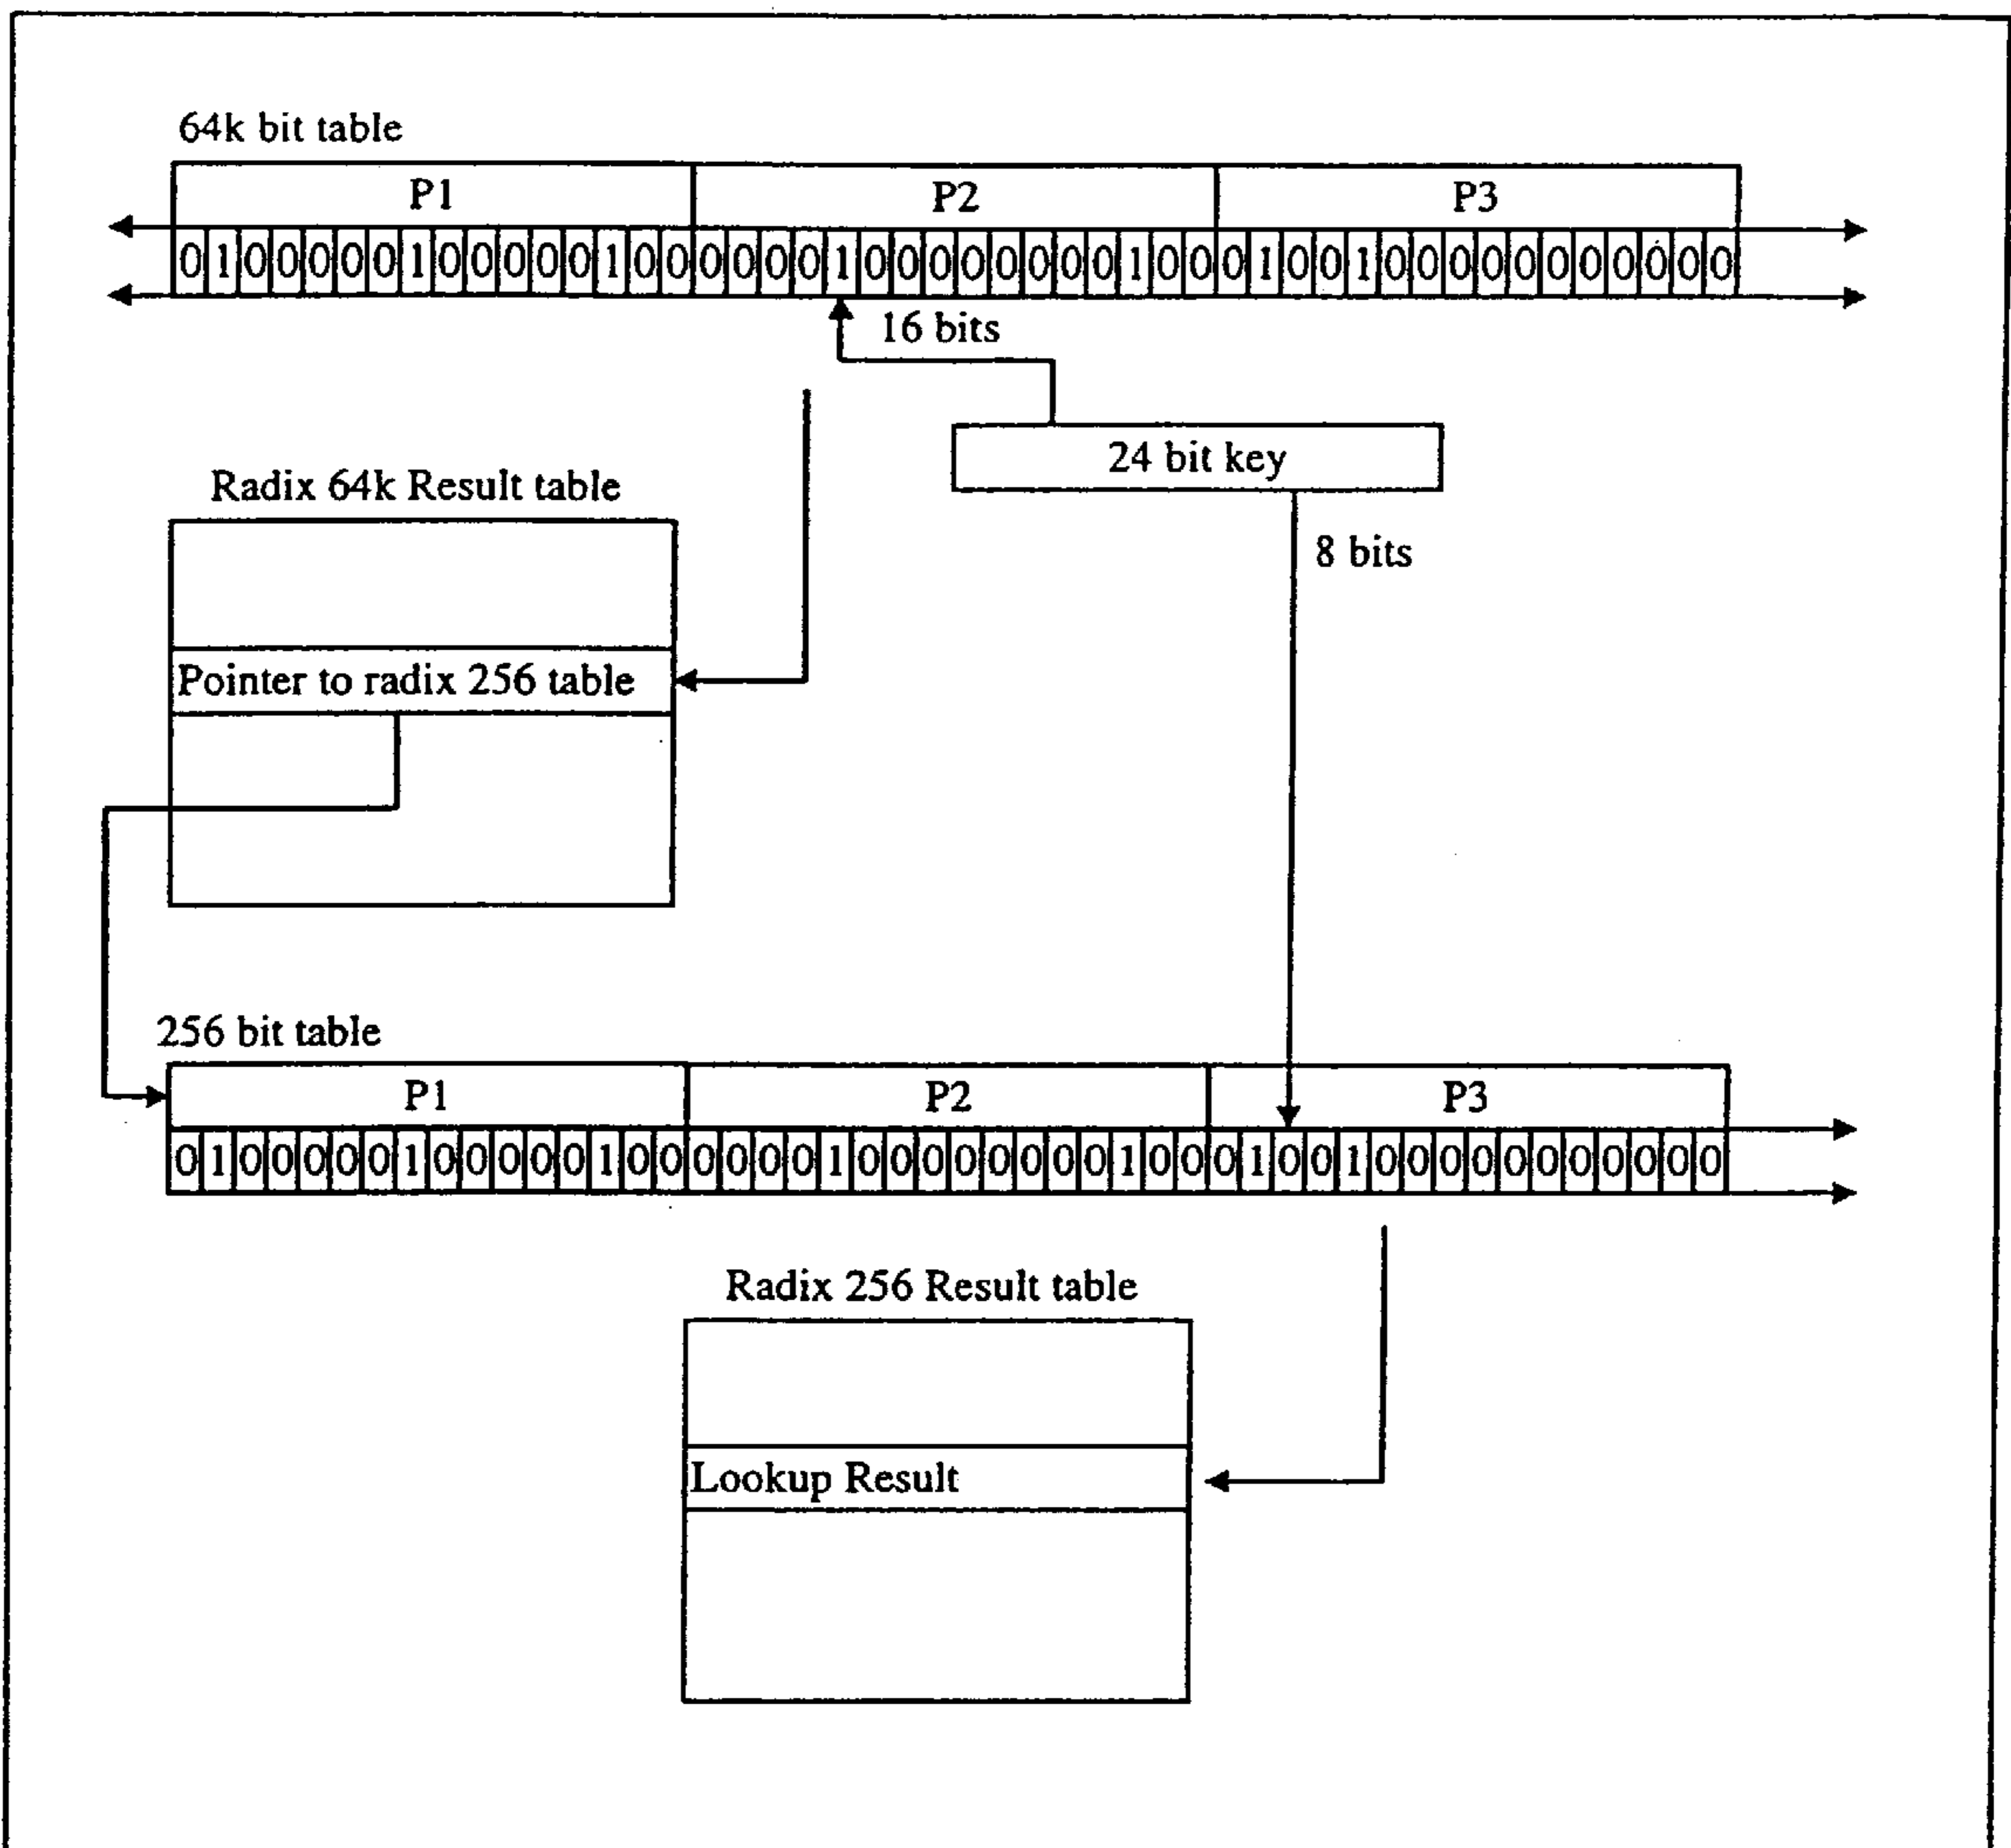 64k bit table
P1 P2 P3
0 1 0 0 0 0 0 1 0 0 0 0 0 1 0 0 0 0 0 0 1 0 0 0 0 0 0 0 0 1 0 0 0 1 0 0 1 0 0 0 0 0 0 0 0 0 0 0
16 bits
24 bit key
Radix 64k Result table
8 bits
Pointer to radix 256 table
256 bit table
P1 P2 P3
0 1 0 0 0 0 0 1 0 0 0 0 0 1 0 0 0 0 0 0 1 0 0 0 0 0 0 0 0 1 0 0 0 1 0 0 1 0 0 0 0 0 0 0 0 0 0 0
Radix 256 Result table
Lookup Result